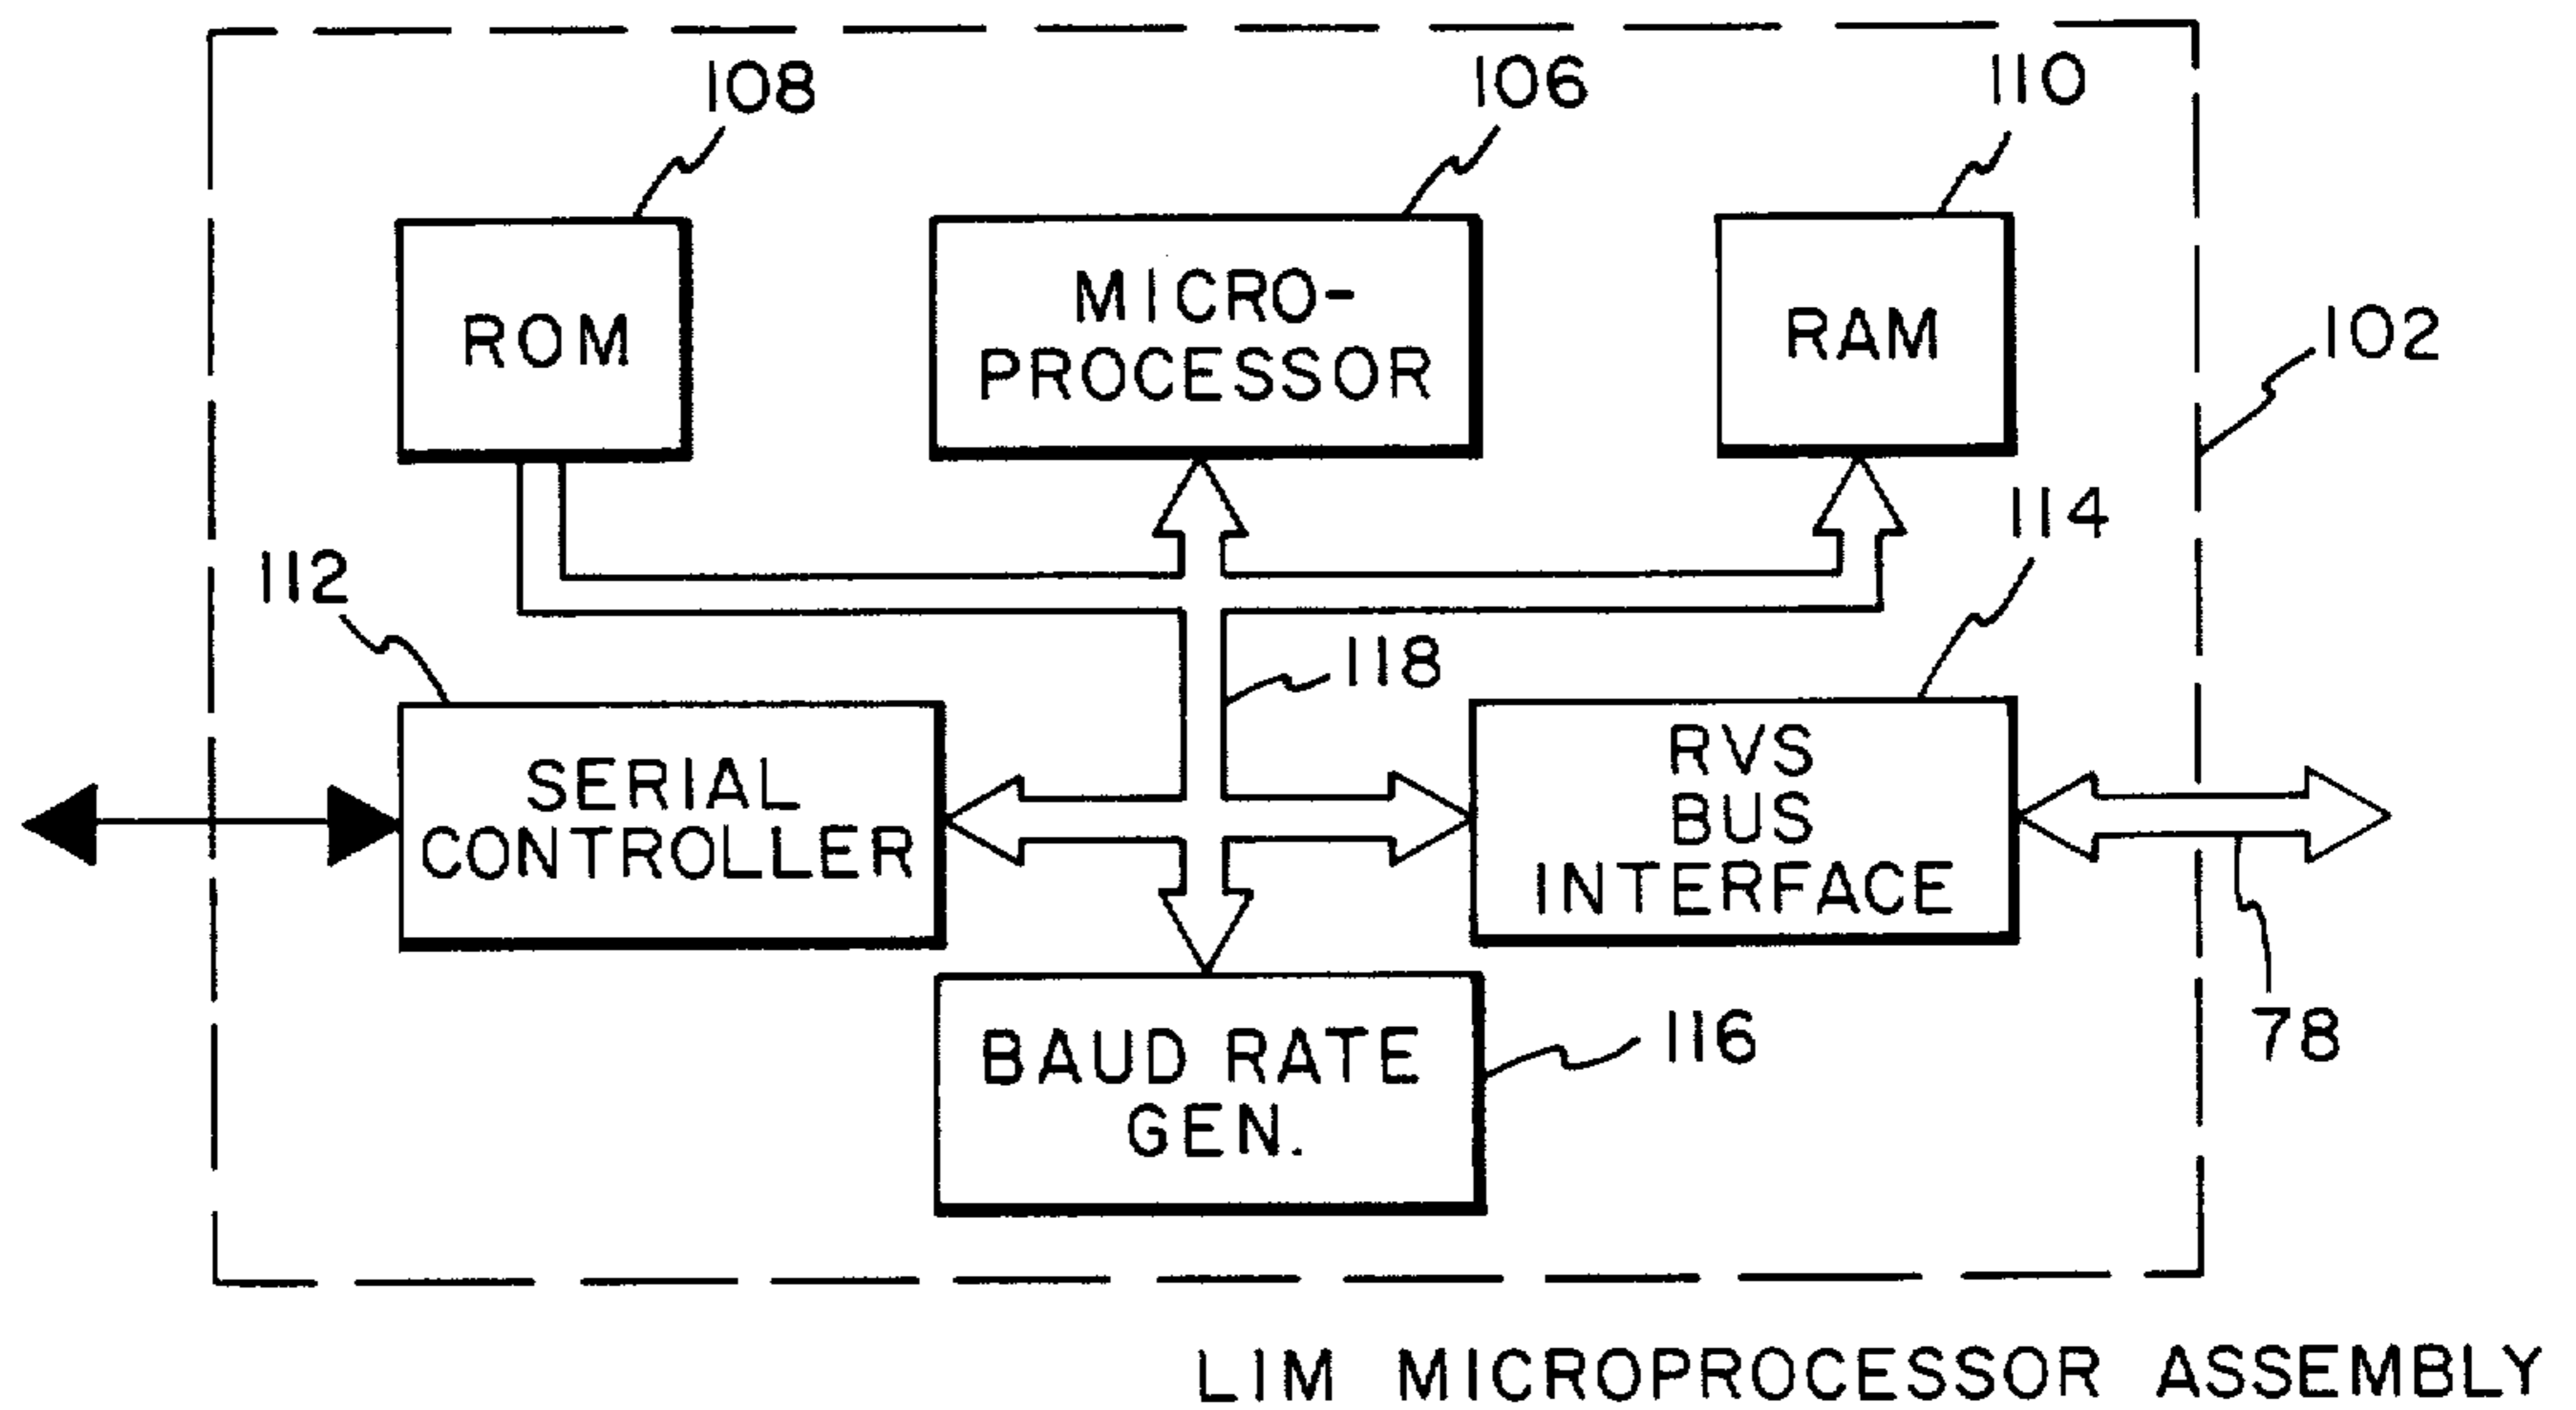 108
106
110
ROM
MICRO-
PROCESSOR
RAM
102
114
112
118
SERIAL
CONTROLLER
RVS
BUS
INTERFACE
78
BAUD RATE
GEN.
116
LIM MICROPROCESSOR ASSEMBLY